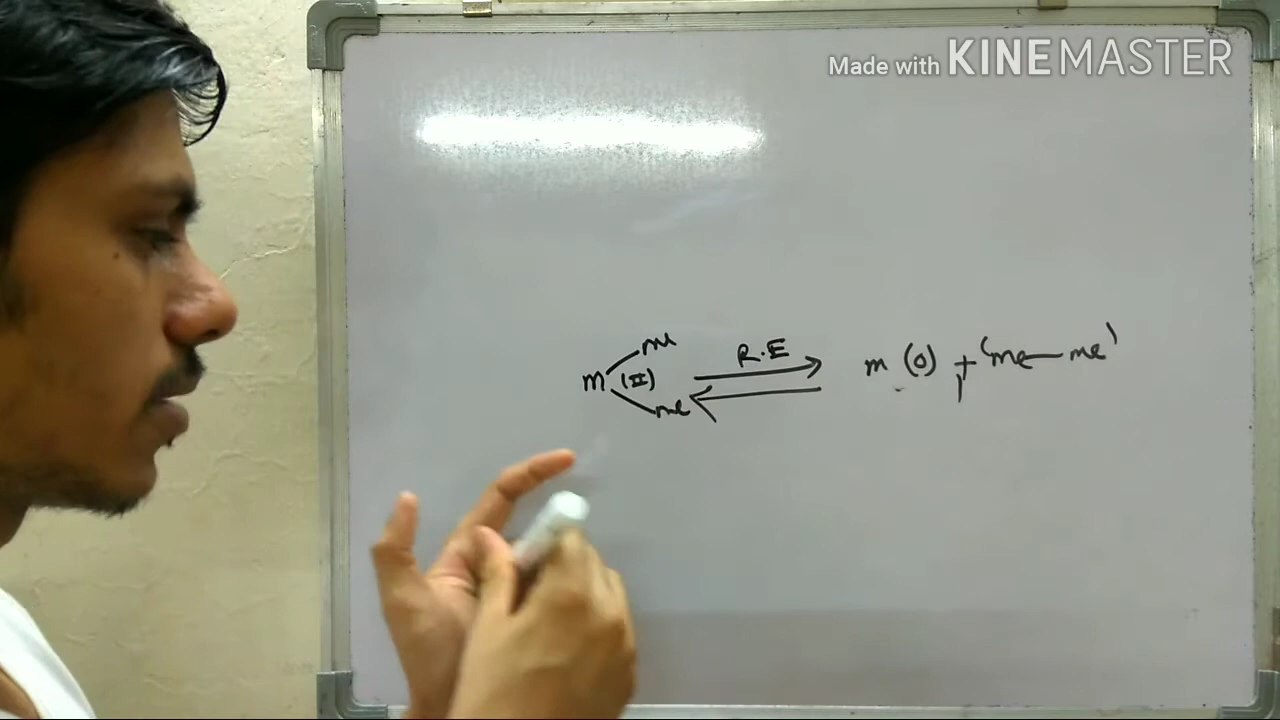 Made with KINEMASTER
me
R.E
M (II) m (0) + (me—me)
me